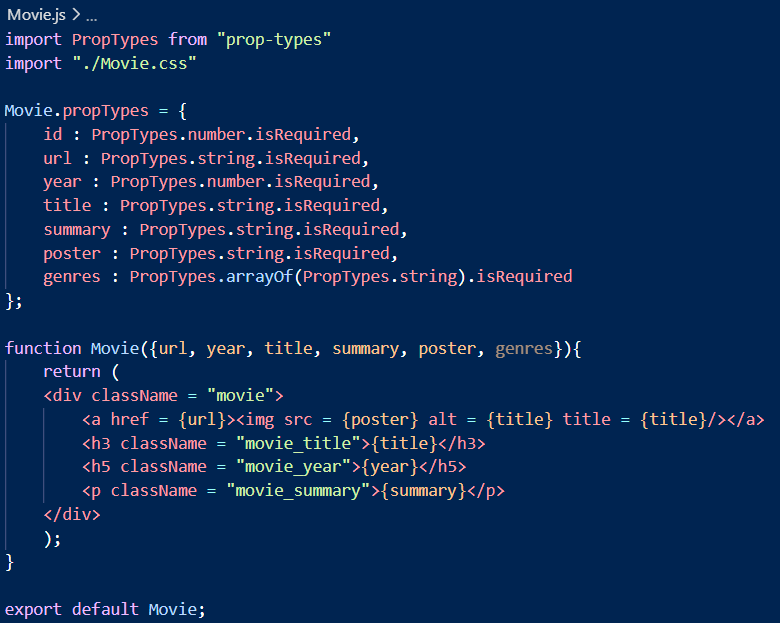 Movie.js > ...
import PropTypes from "prop-types"
import "./Movie.css"
Movie.propTypes = {
    id : PropTypes.number.isRequired,
    url : PropTypes.string.isRequired,
    year : PropTypes.number.isRequired,
    title : PropTypes.string.isRequired,
    summary : PropTypes.string.isRequired,
    poster : PropTypes.string.isRequired,
    genres : PropTypes.arrayOf(PropTypes.string).isRequired
};
function Movie({url, year, title, summary, poster, genres}){
    return (
    <div className = "movie">
        <a href = {url}><img src = {poster} alt = {title} title = {title}/></a>
        <h3 className = "movie_title">{title}</h3>
        <h5 className = "movie_year">{year}</h5>
        <p className = "movie_summary">{summary}</p>
    </div>
    );
}
export default Movie;